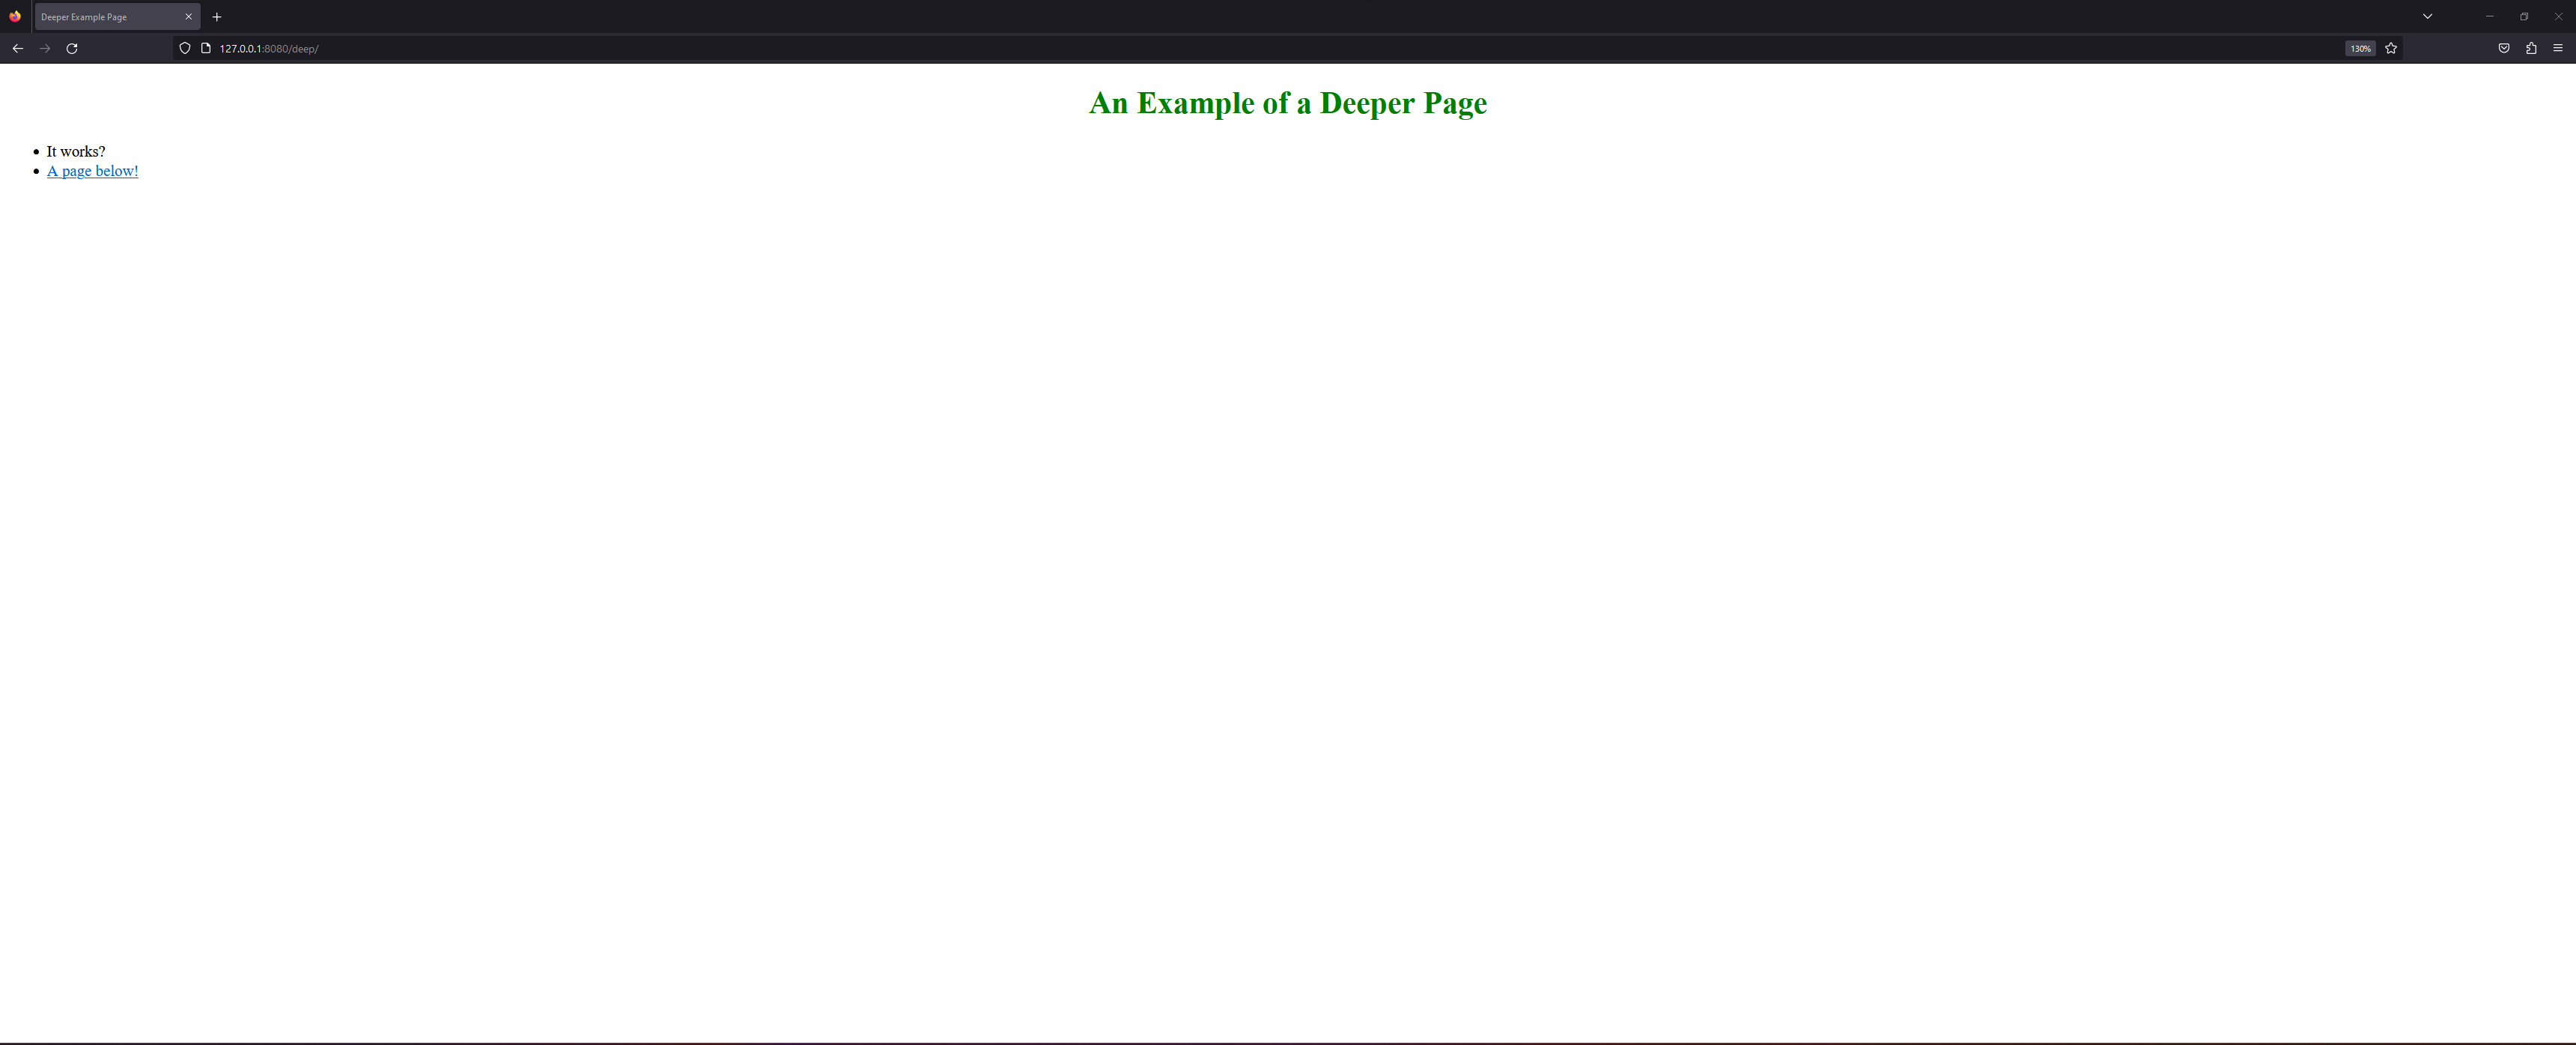 Deeper Example Page
127.0.0.1:8080/deep/
130%
An Example of a Deeper Page
It works?
A page below!